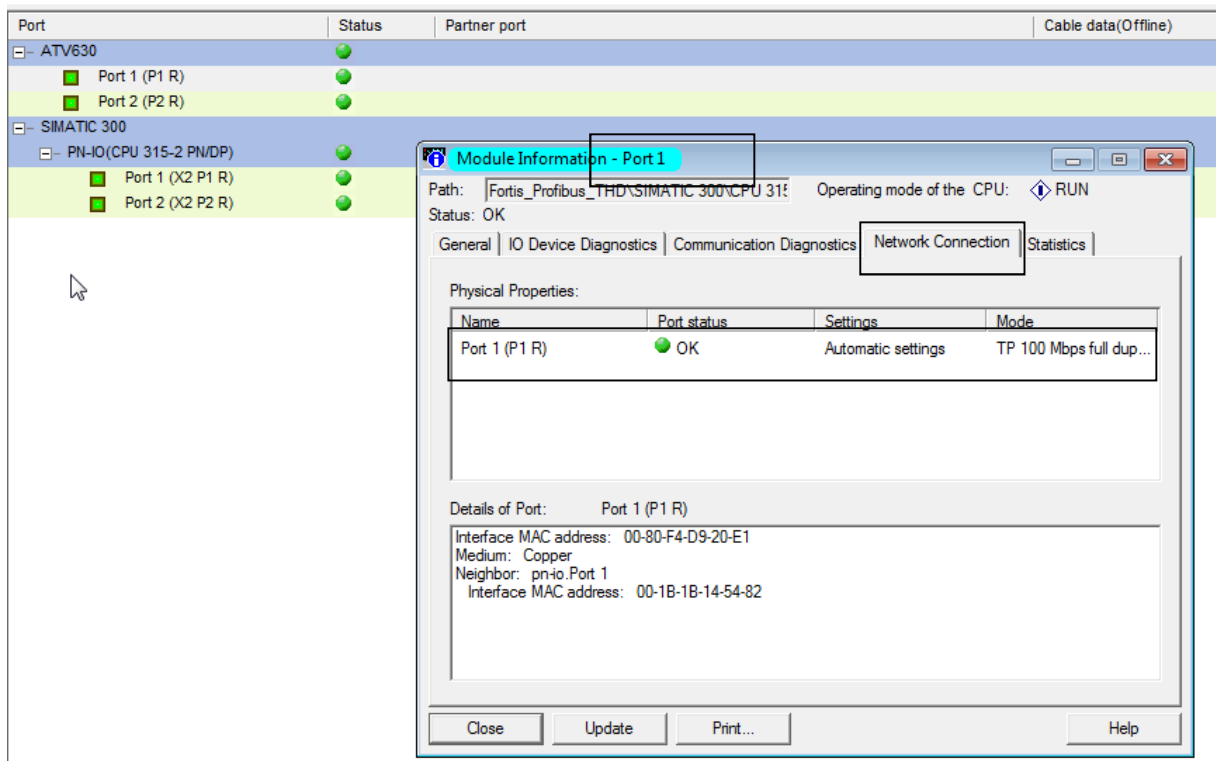 Port Status Partner port Cable data(Offline)
ATV630
Port 1 (P1 R)
Port 2 (P2 R)
SIMATIC 300
PN-IO(CPU 315-2 PN/DP)
Port 1 (X2 P1 R)
Port 2 (X2 P2 R)
Module Information - Port 1
Path: Fortis_Profibus_THD\SIMATIC 300\CPU 315 Operating mode of the CPU: RUN
Status: OK
General IO Device Diagnostics Communication Diagnostics Network Connection Statistics
Physical Properties:
Name Port status Settings Mode
Port 1 (P1 R) OK Automatic settings TP 100 Mbps full dup...
Details of Port: Port 1 (P1 R)
Interface MAC address: 00-80-F4-D9-20-E1
Medium: Copper
Neighbor: pn-io.Port 1
Interface MAC address: 00-1B-1B-14-54-82
Close Update Print... Help